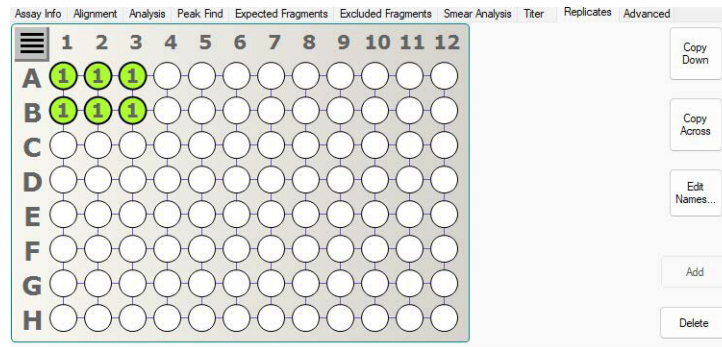 Assay Info Alignment Analysis Peak Find Expected Fragments Excluded Fragments Smear Analysis Titer Replicates Advanced
1 2 3 4 5 6 7 8 9 10 11 12
A 1 1 1
B 1 1 1
C
D
E
F
G
H
Copy
Down
Copy
Across
Edit
Names...
Add
Delete